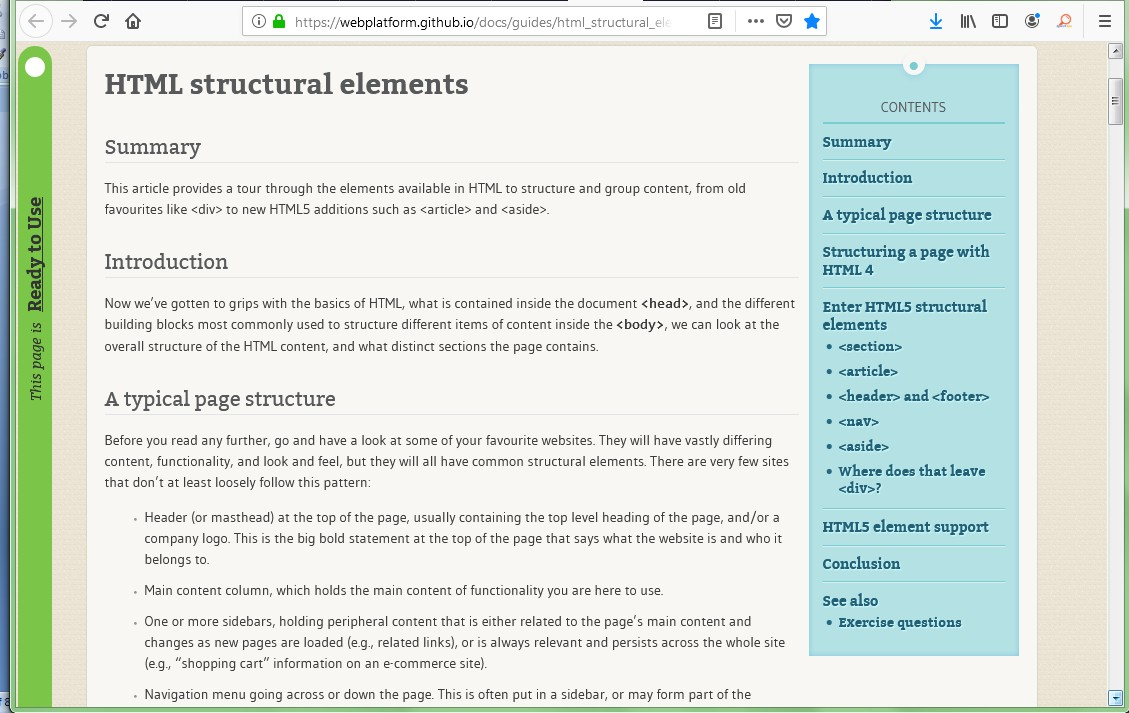 https://webplatform.github.io/docs/guides/html_structural_ele
This page is Ready to Use
HTML structural elements
Summary
This article provides a tour through the elements available in HTML to structure and group content, from old
favourites like <div> to new HTML5 additions such as <article> and <aside>.
Introduction
Now we've gotten to grips with the basics of HTML, what is contained inside the document <head>, and the different
building blocks most commonly used to structure different items of content inside the <body>, we can look at the
overall structure of the HTML content, and what distinct sections the page contains.
A typical page structure
Before you read any further, go and have a look at some of your favourite websites. They will have vastly differing
content, functionality, and look and feel, but they will all have common structural elements. There are very few sites
that don't at least loosely follow this pattern:
• Header (or masthead) at the top of the page, usually containing the top level heading of the page, and/or a
company logo. This is the big bold statement at the top of the page that says what the website is and who it
belongs to.
• Main content column, which holds the main content of functionality you are here to use.
• One or more sidebars, holding peripheral content that is either related to the page's main content and
changes as new pages are loaded (e.g., related links), or is always relevant and persists across the whole site
(e.g., “shopping cart” information on an e-commerce site).
• Navigation menu going across or down the page. This is often put in a sidebar, or may form part of the
CONTENTS
Summary
Introduction
A typical page structure
Structuring a page with
HTML 4
Enter HTML5 structural
elements
• <section>
• <article>
• <header> and <footer>
• <nav>
• <aside>
• Where does that leave
<div>?
HTML5 element support
Conclusion
See also
• Exercise questions